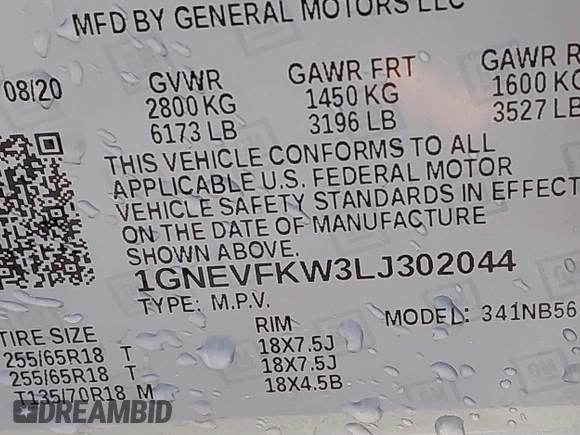 MFD BY GENERAL MOTORS LLC
08/20 GVWR GAWR FRT GAWR R
2800 KG 1450 KG 1600 KG
6173 LB 3196 LB 3527 LB
THIS VEHICLE CONFORMS TO ALL
APPLICABLE U.S. FEDERAL MOTOR
VEHICLE SAFETY STANDARDS IN EFFECT
ON THE DATE OF MANUFACTURE
SHOWN ABOVE.
1GNEVFKW3LJ302044
TYPE: M.P.V. MODEL: 341NB56
TIRE SIZE RIM
255/65R18 T 18X7.5J
255/65R18 T 18X7.5J
T135/70R18 M 18X4.5B
DREAMBID